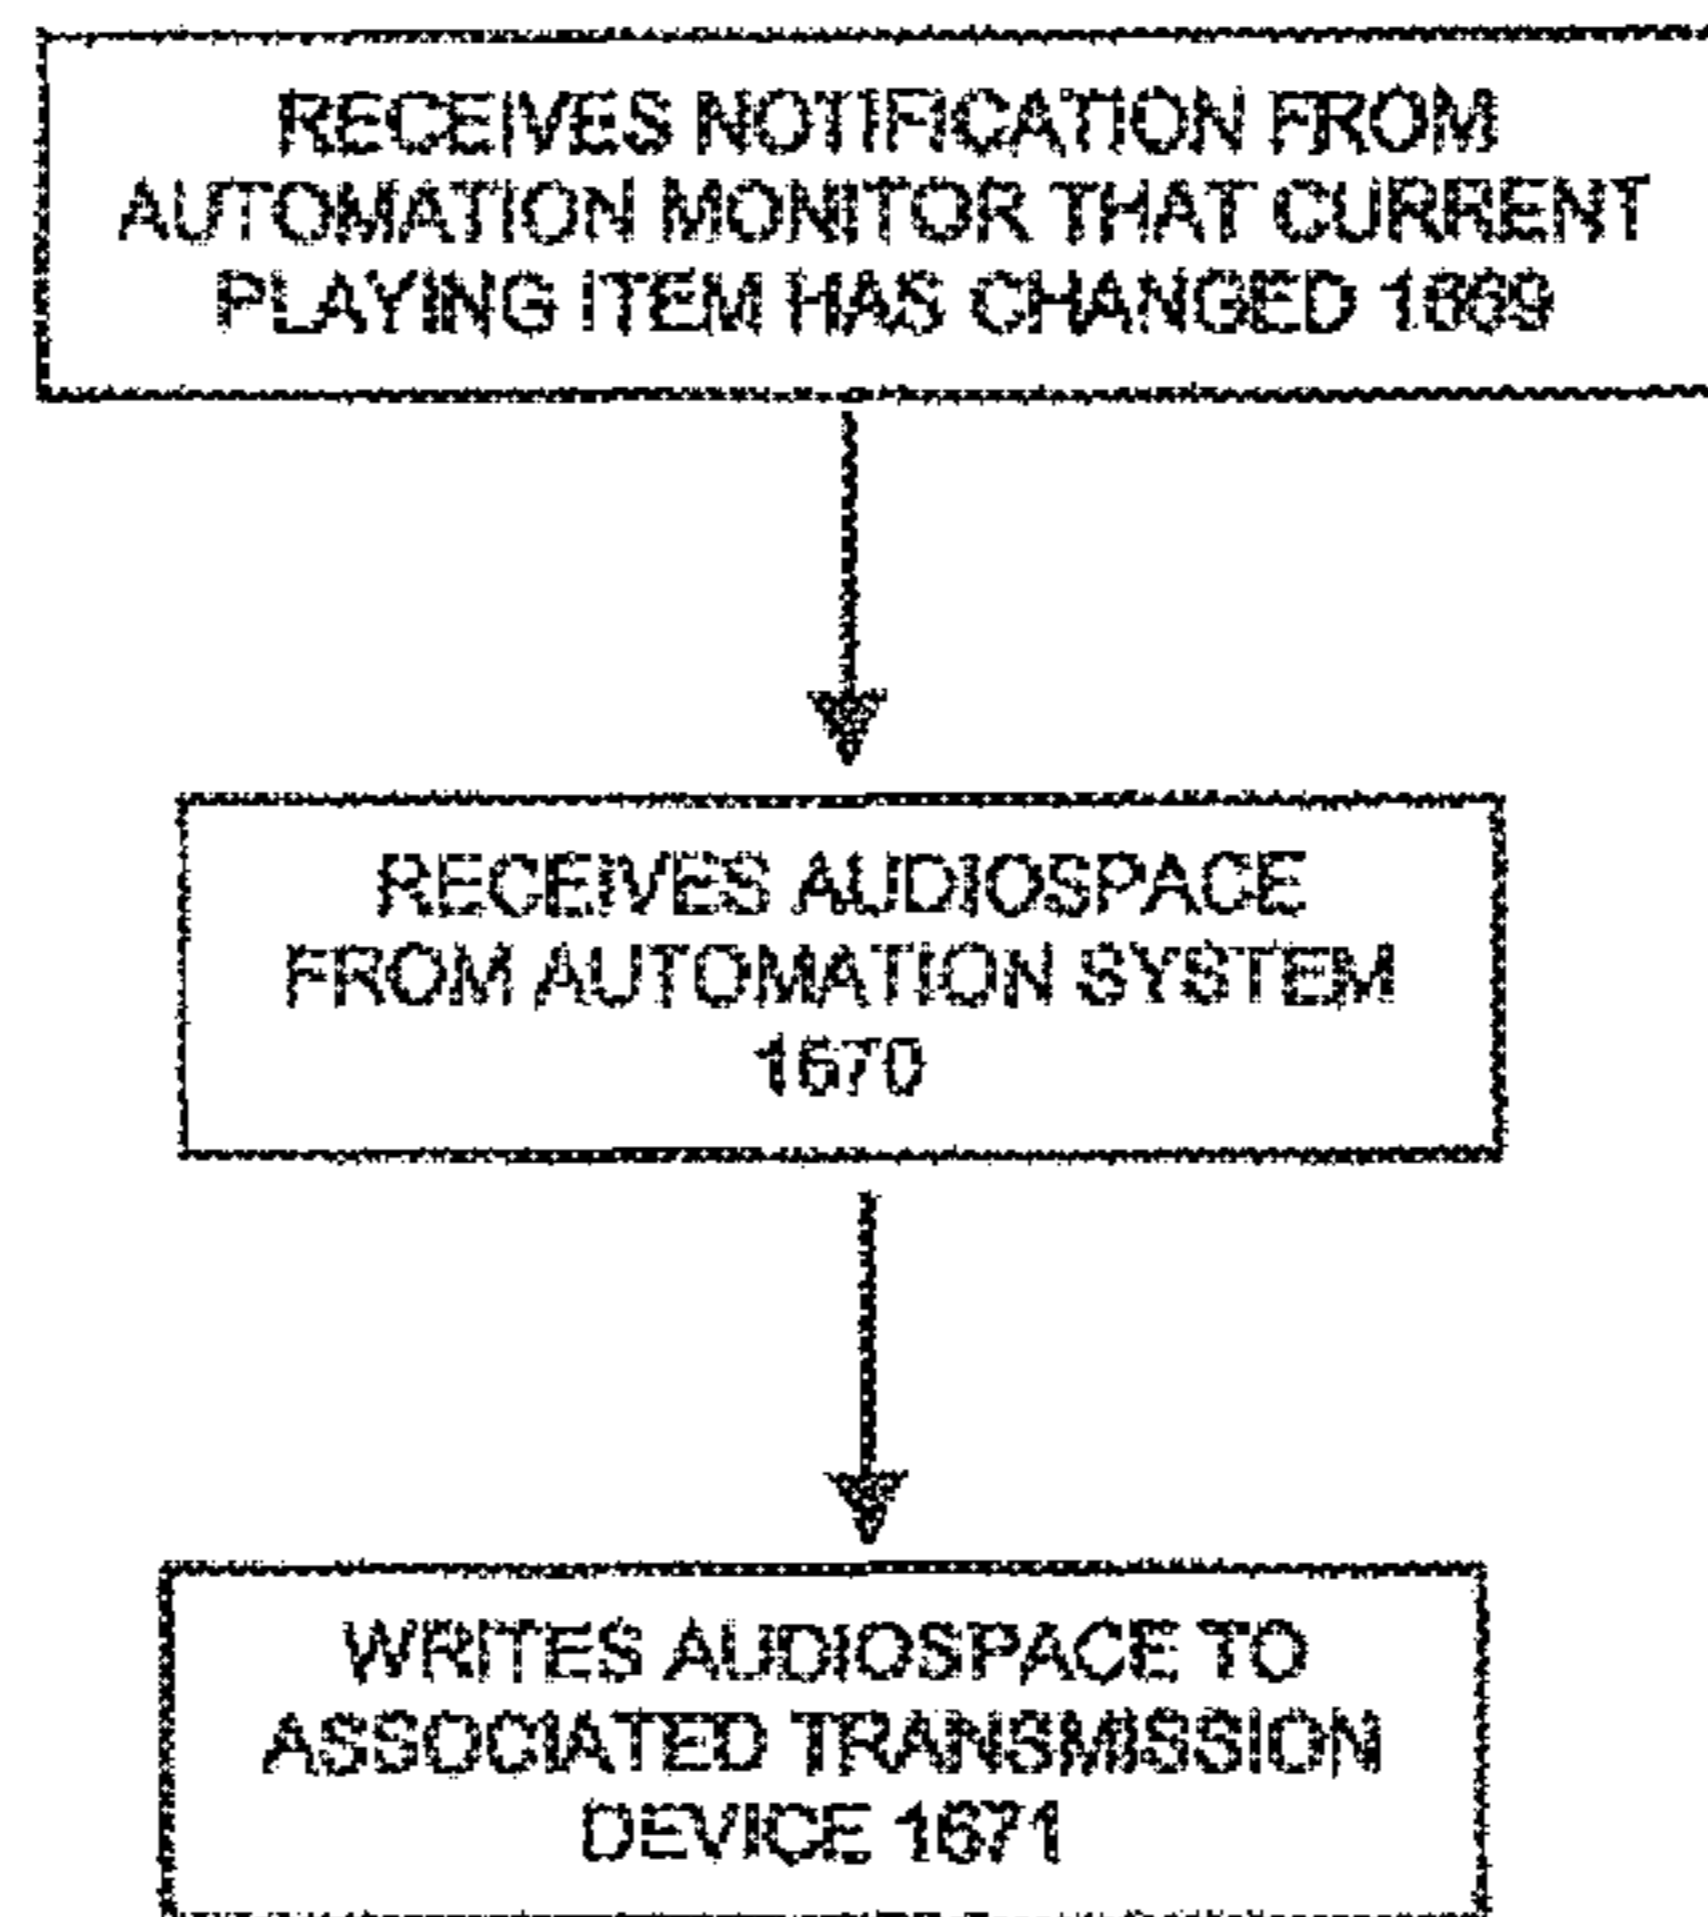 RECEIVES NOTIFICATION FROM
AUTOMATION MONITOR THAT CURRENT
PLAYING ITEM HAS CHANGED 1669
RECEIVES AUDIOSPACE
FROM AUTOMATION SYSTEM
1670
WRITES AUDIOSPACE TO
ASSOCIATED TRANSMISSION
DEVICE 1671